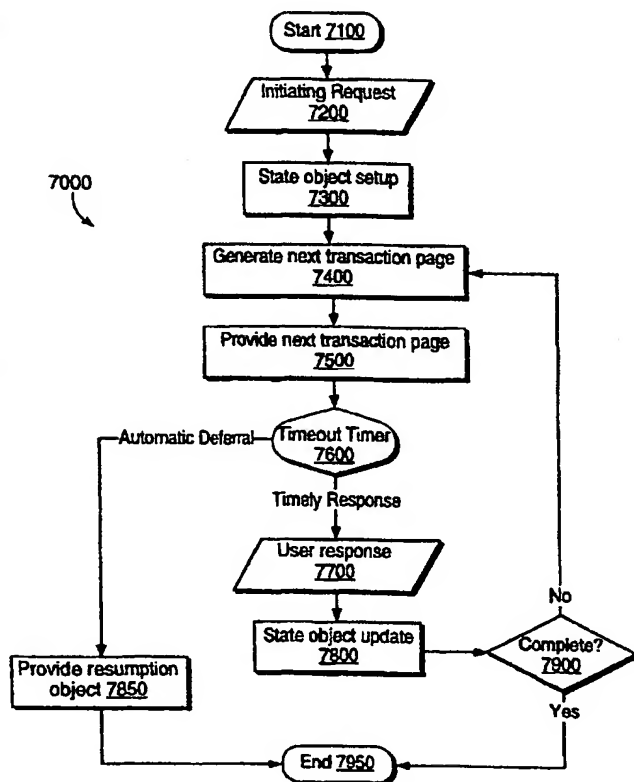 Start 7100
Initiating Request
7200
7000
State object setup
7300
Generate next transaction page
7400
Provide next transaction page
7500
Automatic Deferral
Timeout Timer
7600
Timely Response
User response
7700
No
State object update
7800
Complete?
7900
Provide resumption
object 7850
Yes
End 7950